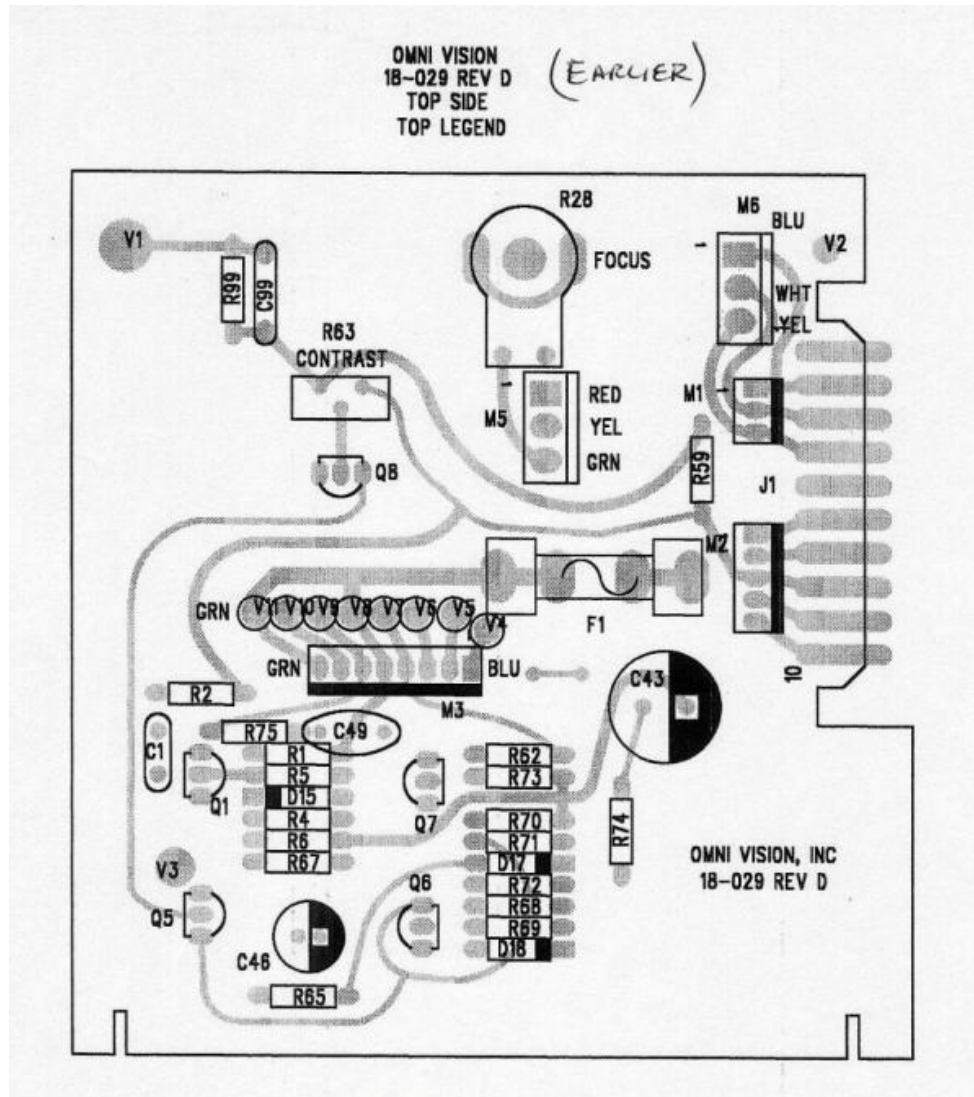 OMNI VISION
18-029 REV D
TOP SIDE
TOP LEGEND
(EARLIER)
R28
M6
BLU
V1
V2
FOCUS
R99
C99
WHT
YEL
R63
CONTRAST
M1
RED
M5
YEL
GRN
R59
Q8
J1
M2
GRN
V11
V10
V9
V8
V7
V6
V5
V4
F1
GRN
BLU
C43
10
R2
M3
C1
R75
C49
R1
R62
R5
R73
D15
Q1
R4
Q7
R70
R6
R71
R74
R67
D17
V3
Q6
R72
OMNI VISION, INC
18-029 REV D
R68
Q5
R69
C46
D18
R65